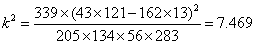 k² = 339×(43×121−162×13)² / 205×134×56×283 = 7.469